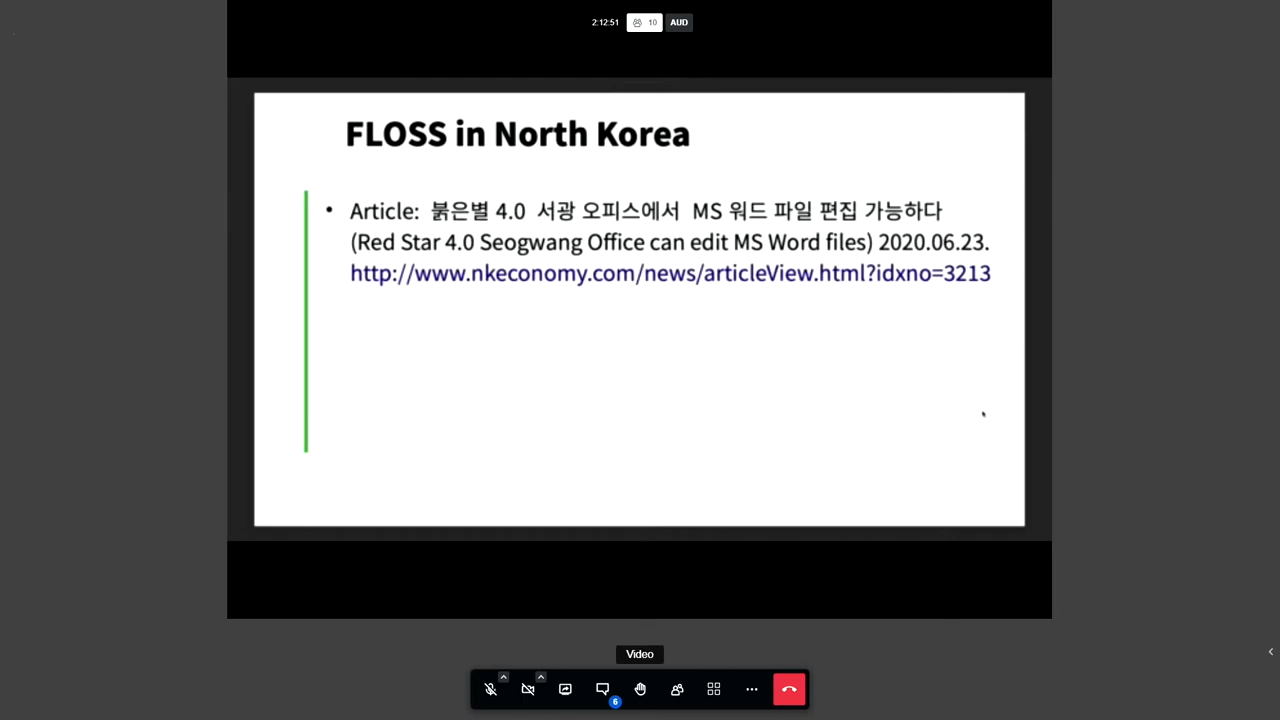 2:12:51 10 AUD
FLOSS in North Korea
• Article: 붉은별 4.0 서광 오피스에서 MS 워드 파일 편집 가능하다
(Red Star 4.0 Seogwang Office can edit MS Word files) 2020.06.23.
http://www.nkeconomy.com/news/articleView.html?idxno=3213
Video
6